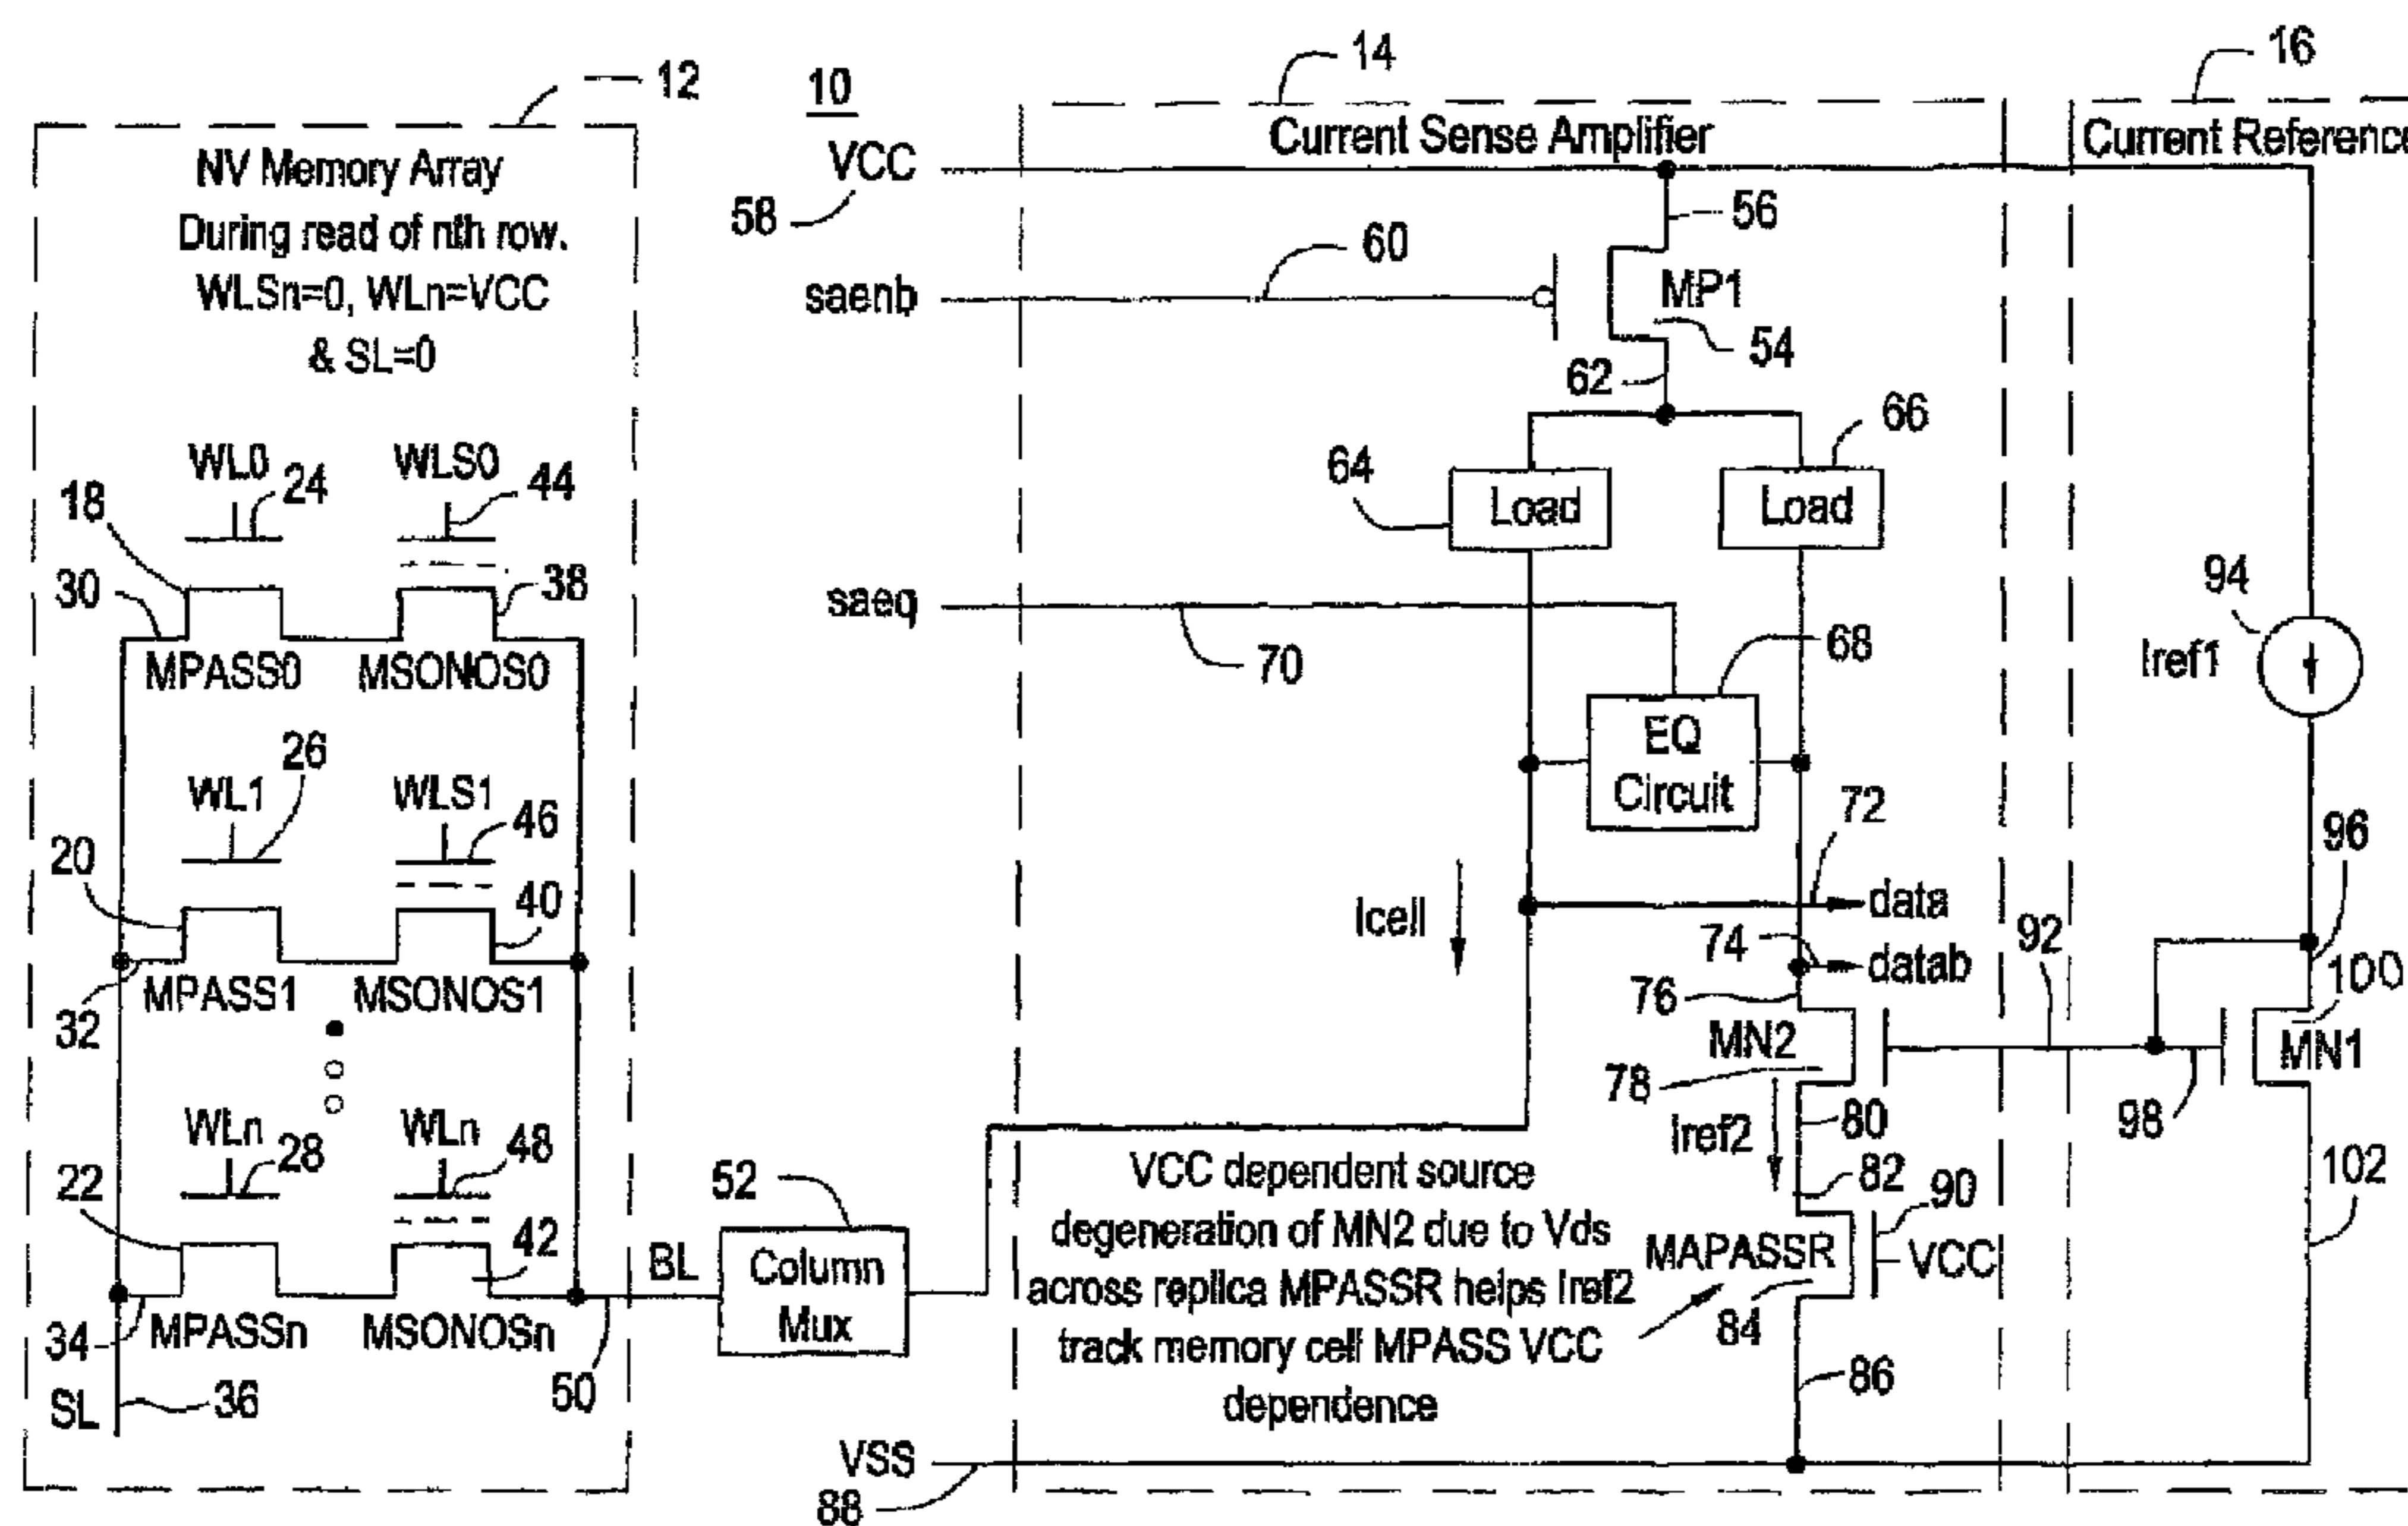 12
NV Memory Array
During read of nth row.
WLSn=0, WLn=VCC
& SL=0
WL0
24
WLS0
44
18
30
38
MPASS0
MSONOS0
WL1
26
WLS1
46
20
40
32
MPASS1
MSONOS1
WLn
28
WLn
48
22
42
34
MPASSn
MSONOSn
SL
36
50
BL
52
Column
Mux
10
VCC
58
saenb
60
saeq
70
VSS
88
14
Current Sense Amplifier
56
MP1
54
62
64
66
Load
Load
68
EQ
Circuit
72
data
74
datab
Icell
76
MN2
78
Iref2
80
82
90
VCC
MAPASSR
84
86
VCC dependent source
degeneration of MN2 due to Vds
across replica MPASSR helps Iref2
track memory cell MPASS VCC
dependence
16
Current Reference
94
Iref1
96
92
100
MN1
98
102